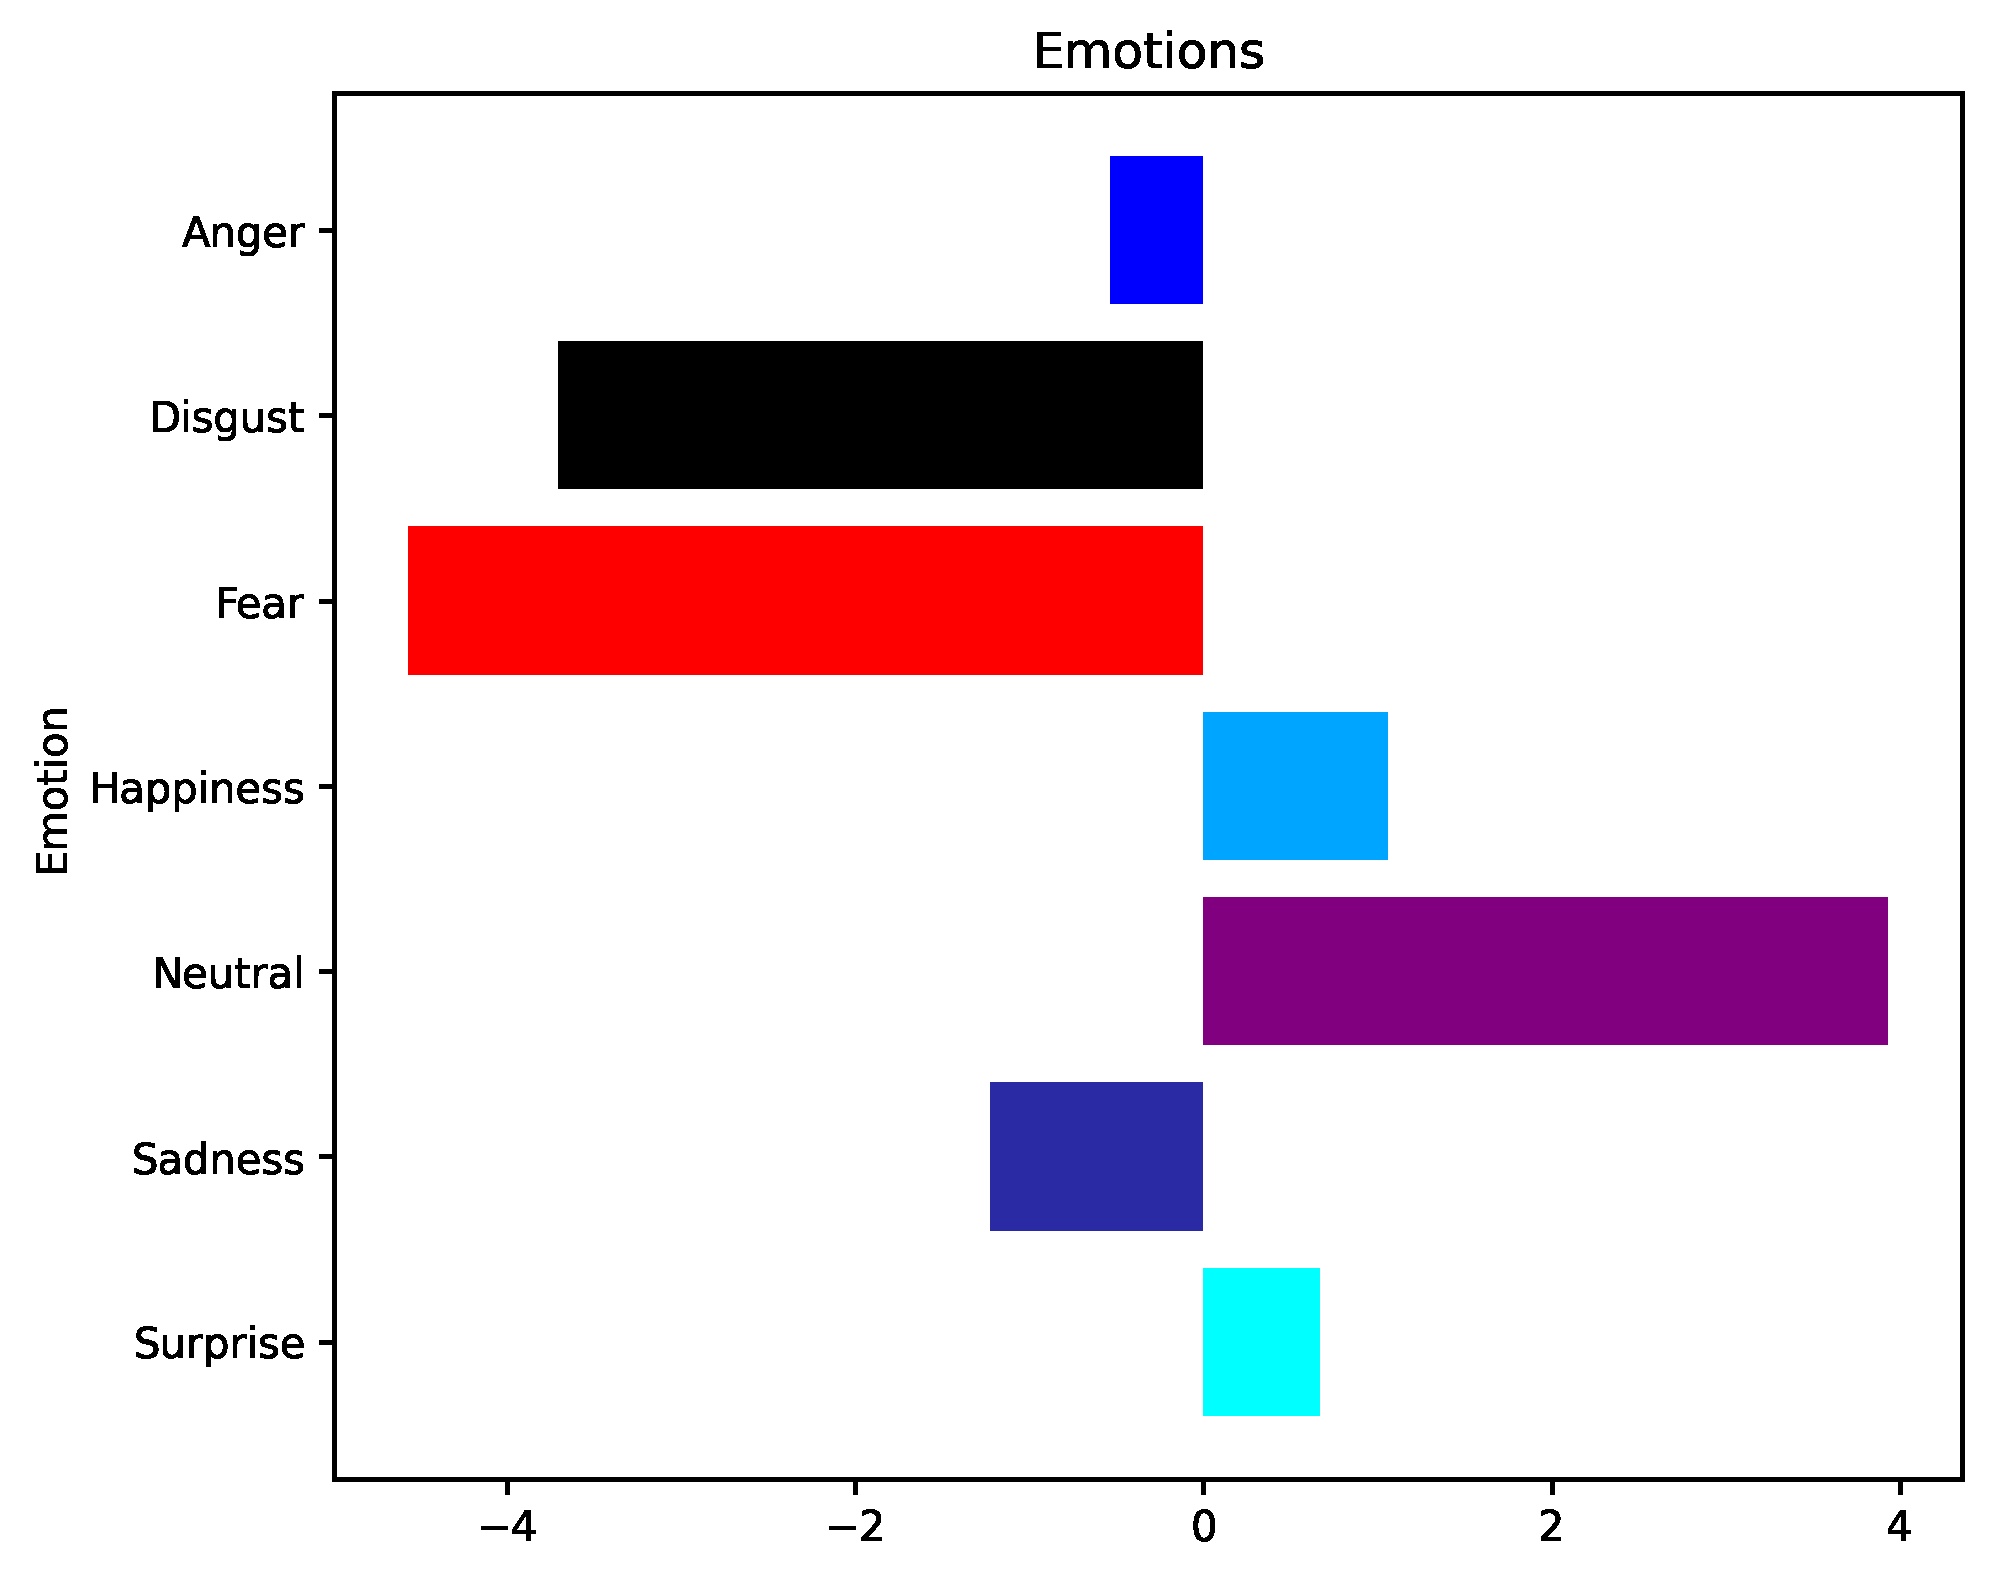 Emotions
Anger
Disgust
Fear
Happiness
Neutral
Sadness
Surprise
Emotion
−4 −2 0 2 4